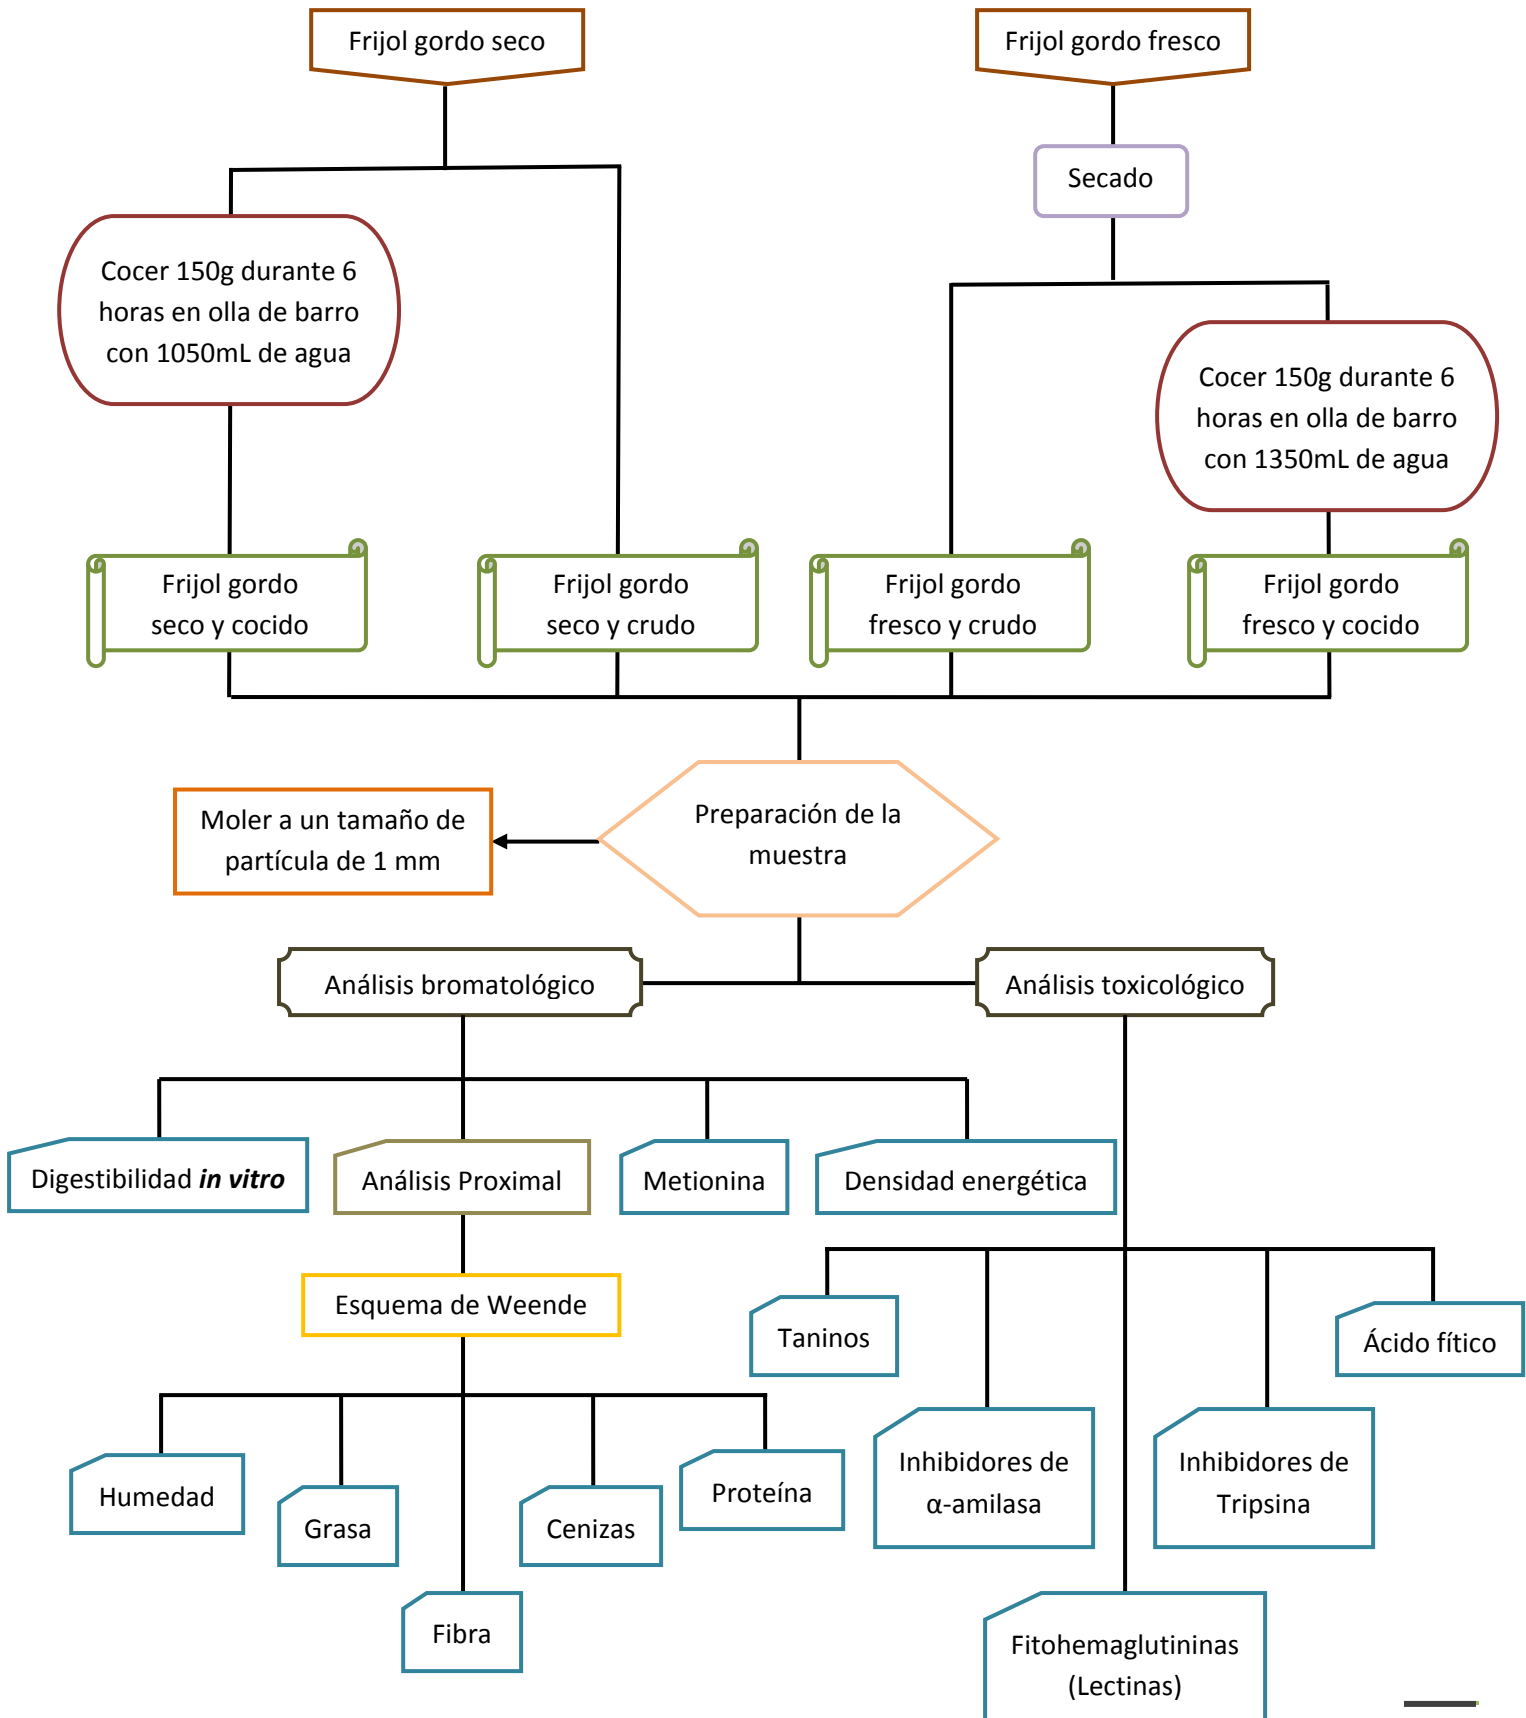 Frijol gordo seco
Frijol gordo fresco
Secado
Cocer 150g durante 6
horas en olla de barro
con 1050mL de agua
Cocer 150g durante 6
horas en olla de barro
con 1350mL de agua
Frijol gordo
seco y cocido
Frijol gordo
seco y crudo
Frijol gordo
fresco y crudo
Frijol gordo
fresco y cocido
Preparación de la
muestra
Moler a un tamaño de
partícula de 1 mm
Análisis bromatológico
Análisis toxicológico
Digestibilidad in vitro
Análisis Proximal
Metionina
Densidad energética
Esquema de Weende
Taninos
Ácido fítico
Inhibidores de
α-amilasa
Inhibidores de
Tripsina
Humedad
Grasa
Cenizas
Proteína
Fibra
Fitohemaglutininas
(Lectinas)